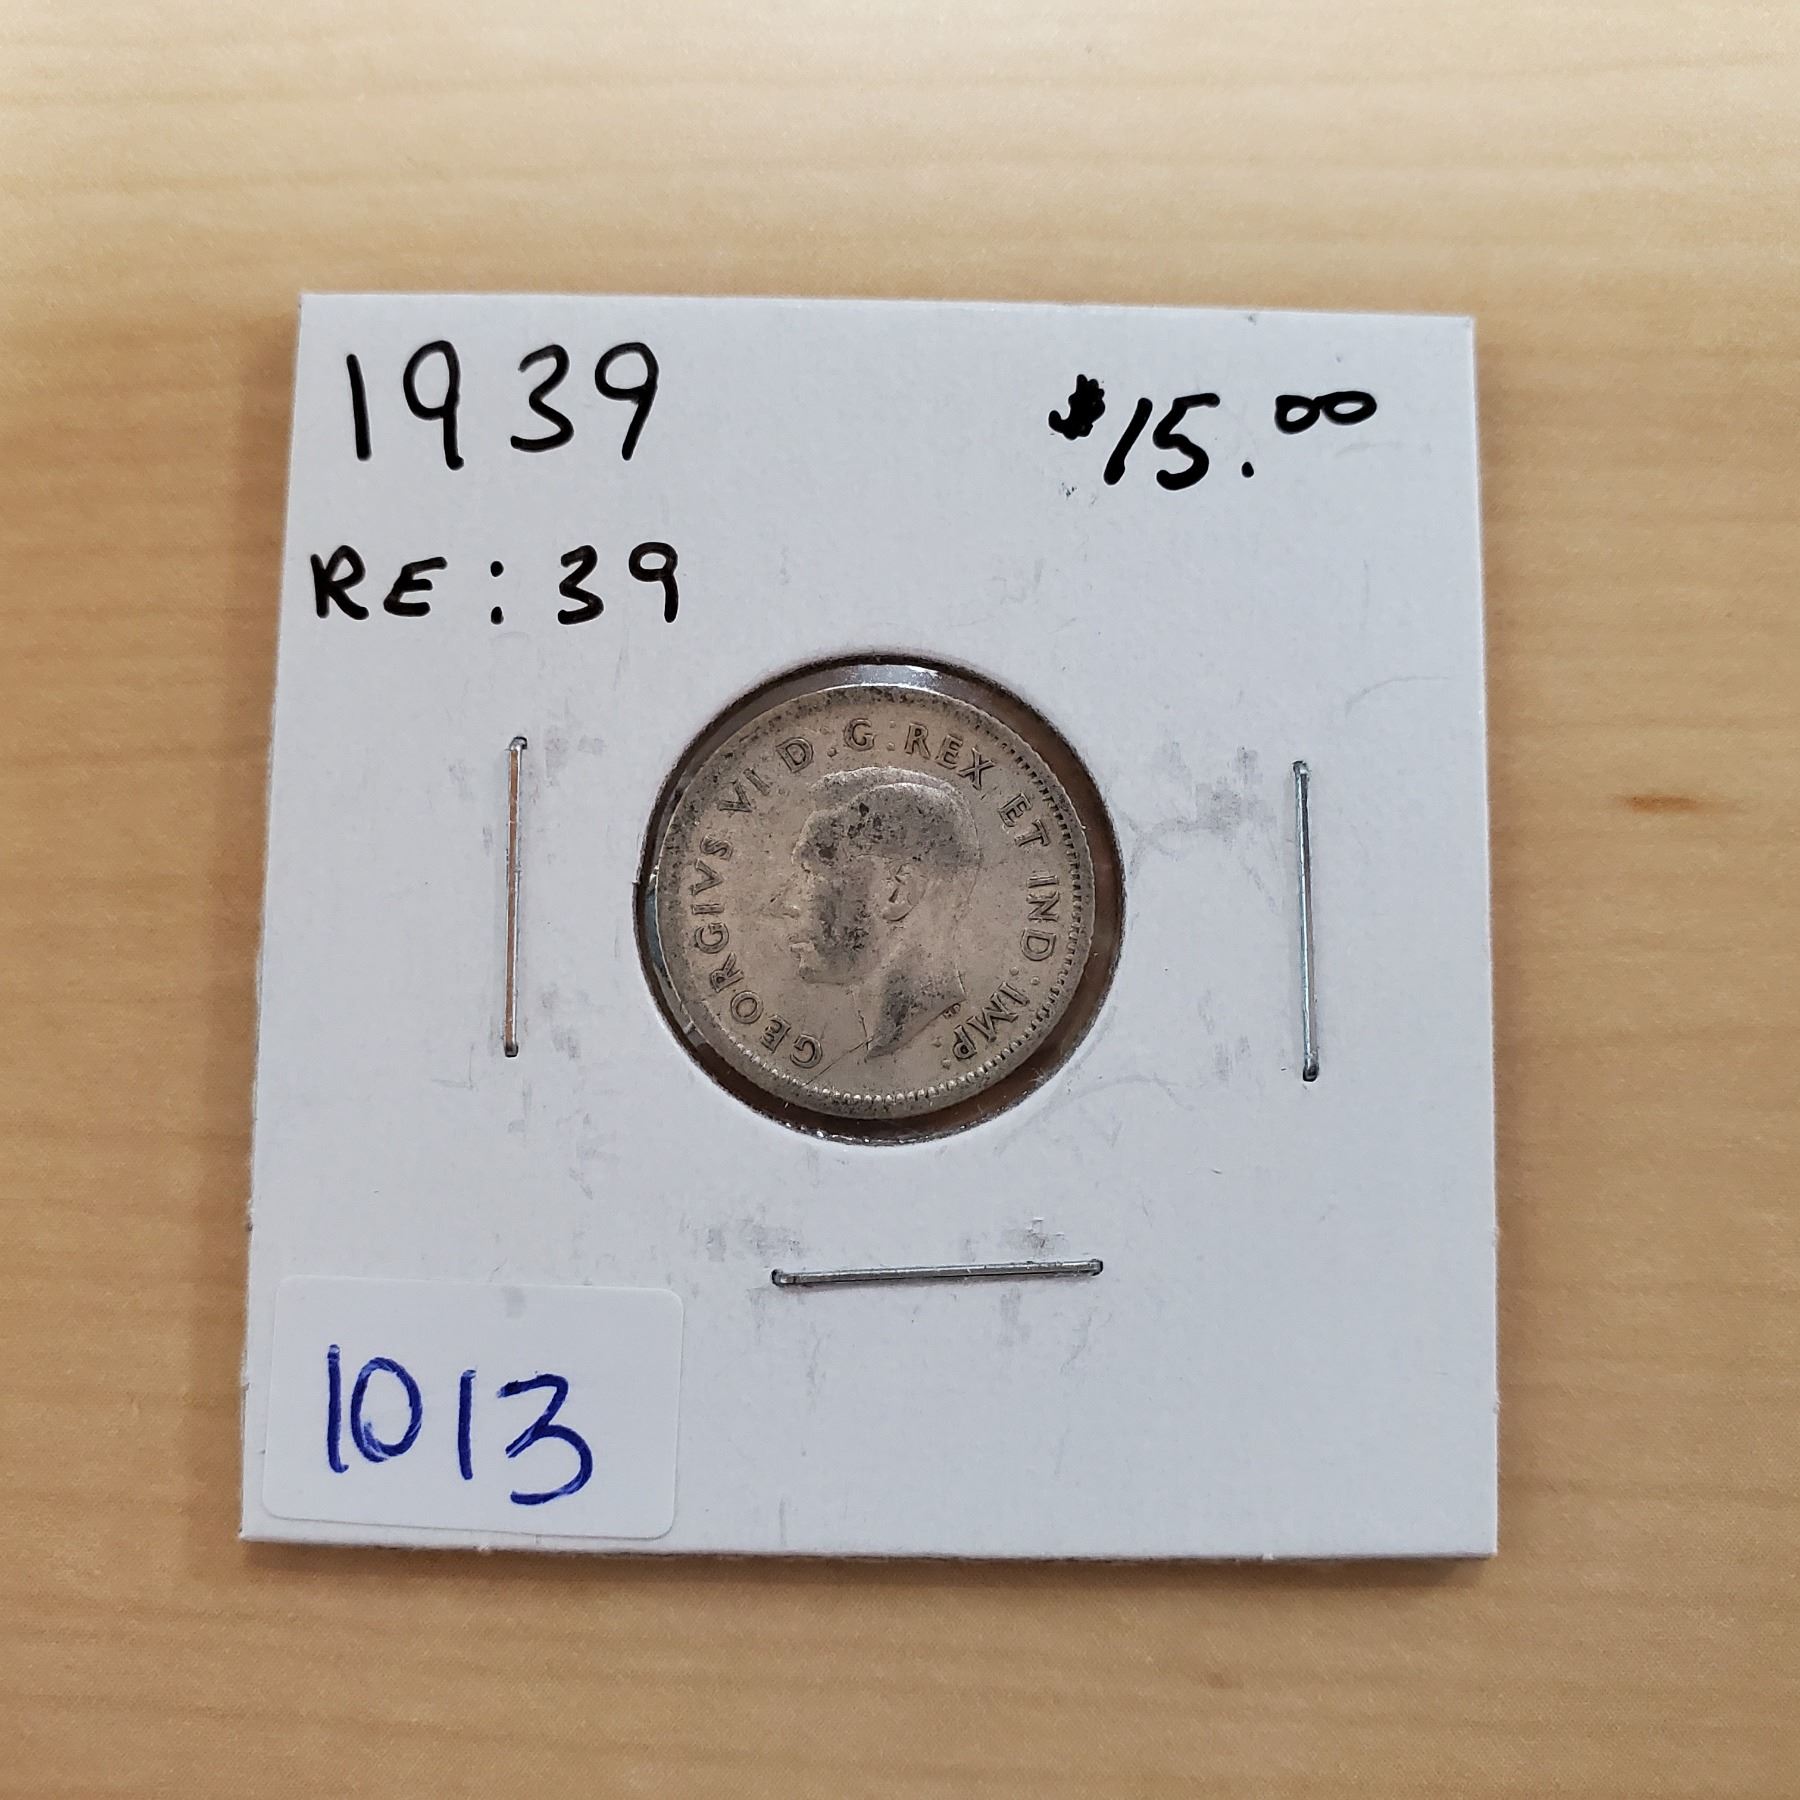 1939
$15.00
RE: 39
GEORGIVS VI D:G:REX ET IND:IMP:
1013